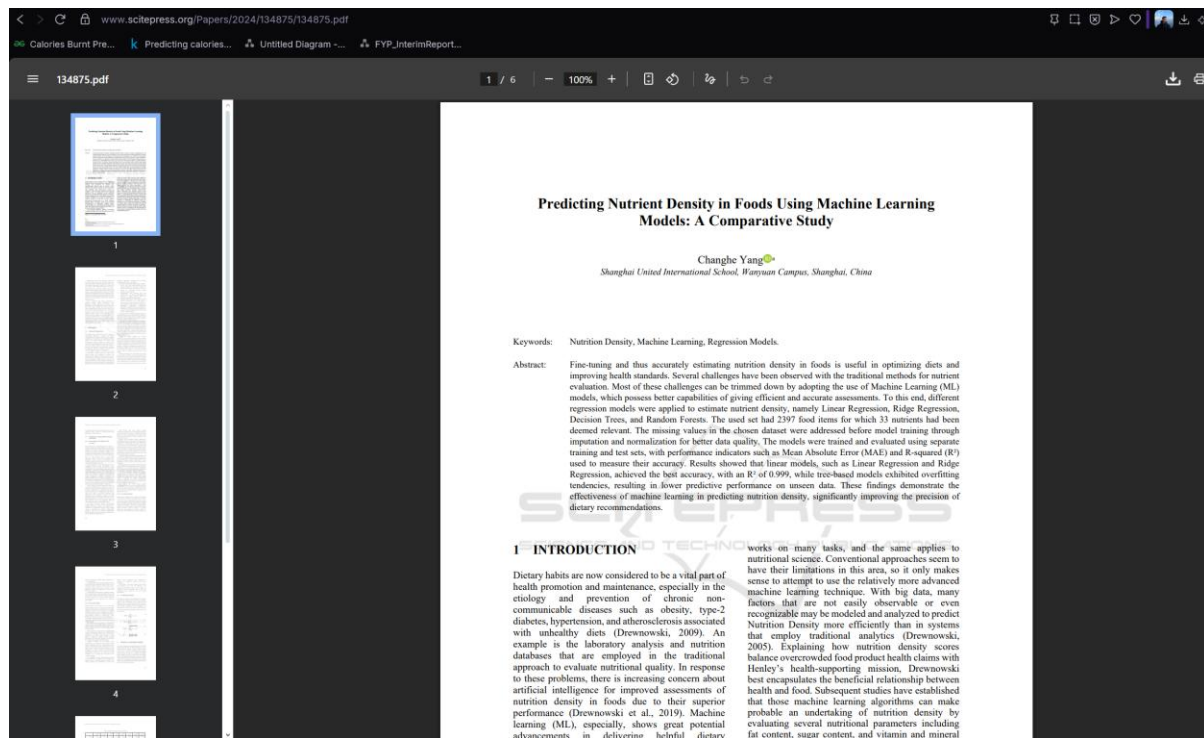 www.scitepress.org/Papers/2024/134875/134875.pdf
Calories Burnt Pre... Predicting calories... Untitled Diagram -... FYP_InterimReport...
134875.pdf 1 / 6 − 100% +
1
2
3
4
Predicting Nutrient Density in Foods Using Machine Learning
Models: A Comparative Study
Changhe Yang
Shanghai United International School, Wanyuan Campus, Shanghai, China
Keywords: Nutrition Density, Machine Learning, Regression Models.
Abstract: Fine-tuning and thus accurately estimating nutrition density in foods is useful in optimizing diets and
improving health standards. Several challenges have been observed with the traditional methods for nutrient
evaluation. Most of these challenges can be trimmed down by adopting the use of Machine Learning (ML)
models, which possess better capabilities of giving efficient and accurate assessments. To this end, different
regression models were applied to estimate nutrient density, namely Linear Regression, Ridge Regression,
Decision Trees, and Random Forests. The used set had 2397 food items for which 33 nutrients had been
deemed relevant. The missing values in the chosen dataset were addressed before model training through
imputation and normalization for better data quality. The models were trained and evaluated using separate
training and test sets, with performance indicators such as Mean Absolute Error (MAE) and R-squared (R²)
used to measure their accuracy. Results showed that linear models, such as Linear Regression and Ridge
Regression, achieved the best accuracy, with an R² of 0.999, while tree-based models exhibited overfitting
tendencies, resulting in lower predictive performance on unseen data. These findings demonstrate the
effectiveness of machine learning in predicting nutrition density, significantly improving the precision of
dietary recommendations.
SCITEPRESS
SCIENCE AND TECHNOLOGY PUBLICATIONS
1 INTRODUCTION
Dietary habits are now considered to be a vital part of
health promotion and maintenance, especially in the
etiology and prevention of chronic non-
communicable diseases such as obesity, type-2
diabetes, hypertension, and atherosclerosis associated
with unhealthy diets (Drewnowski, 2009). An
example is the laboratory analysis and nutrition
databases that are employed in the traditional
approach to evaluate nutritional quality. In response
to these problems, there is increasing concern about
artificial intelligence for improved assessments of
nutrition density in foods due to their superior
performance (Drewnowski et al., 2019). Machine
learning (ML), especially, shows great potential
advancements in delivering helpful dietary
works on many tasks, and the same applies to
nutritional science. Conventional approaches seem to
have their limitations in this area, so it only makes
sense to attempt to use the relatively more advanced
machine learning technique. With big data, many
factors that are not easily observable or even
recognizable may be modeled and analyzed to predict
Nutrition Density more efficiently than in systems
that employ traditional analytics (Drewnowski,
2005). Explaining how nutrition density scores
balance overcrowded food product health claims with
Henley's health-supporting mission, Drewnowski
best encapsulates the beneficial relationship between
health and food. Subsequent studies have established
that those machine learning algorithms can make
probable an undertaking of nutrition density by
evaluating several nutritional parameters including
fat content, sugar content, and vitamin and mineral